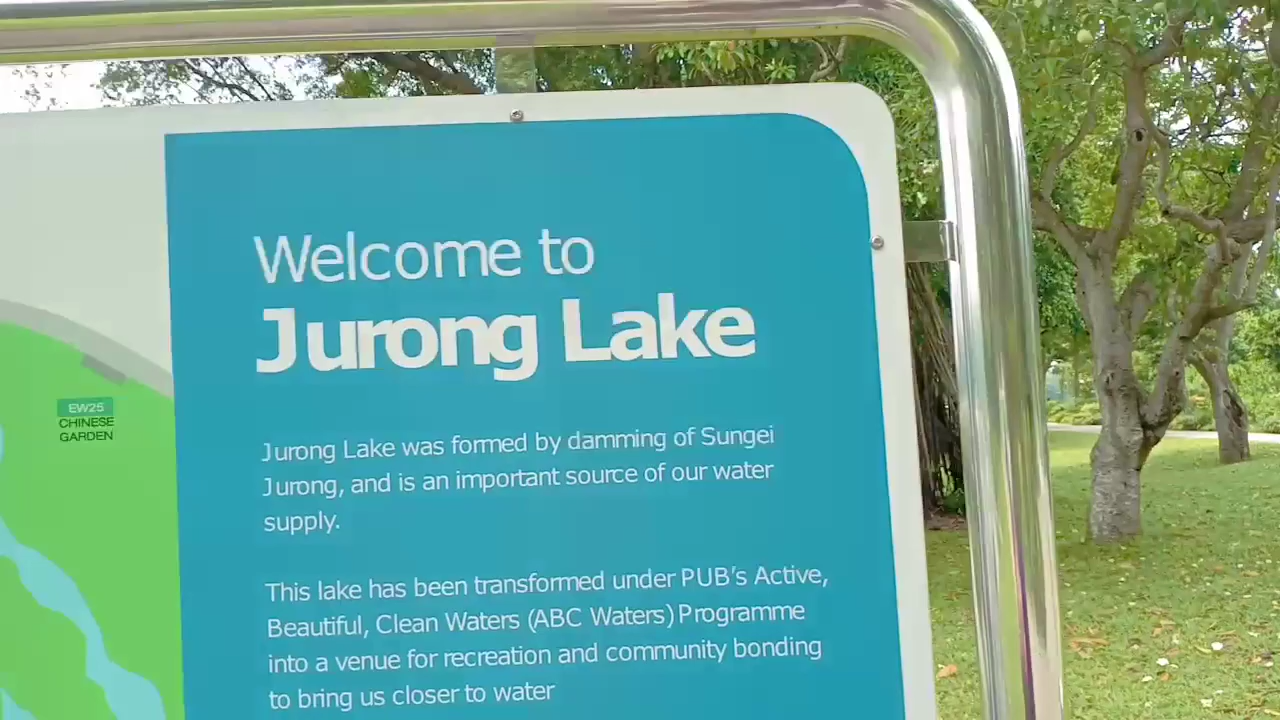 Welcome to
Jurong Lake
Jurong Lake was formed by damming of Sungei
Jurong, and is an important source of our water
supply.
This lake has been transformed under PUB's Active,
Beautiful, Clean Waters (ABC Waters) Programme
into a venue for recreation and community bonding
to bring us closer to water
EW25
CHINESE
GARDEN